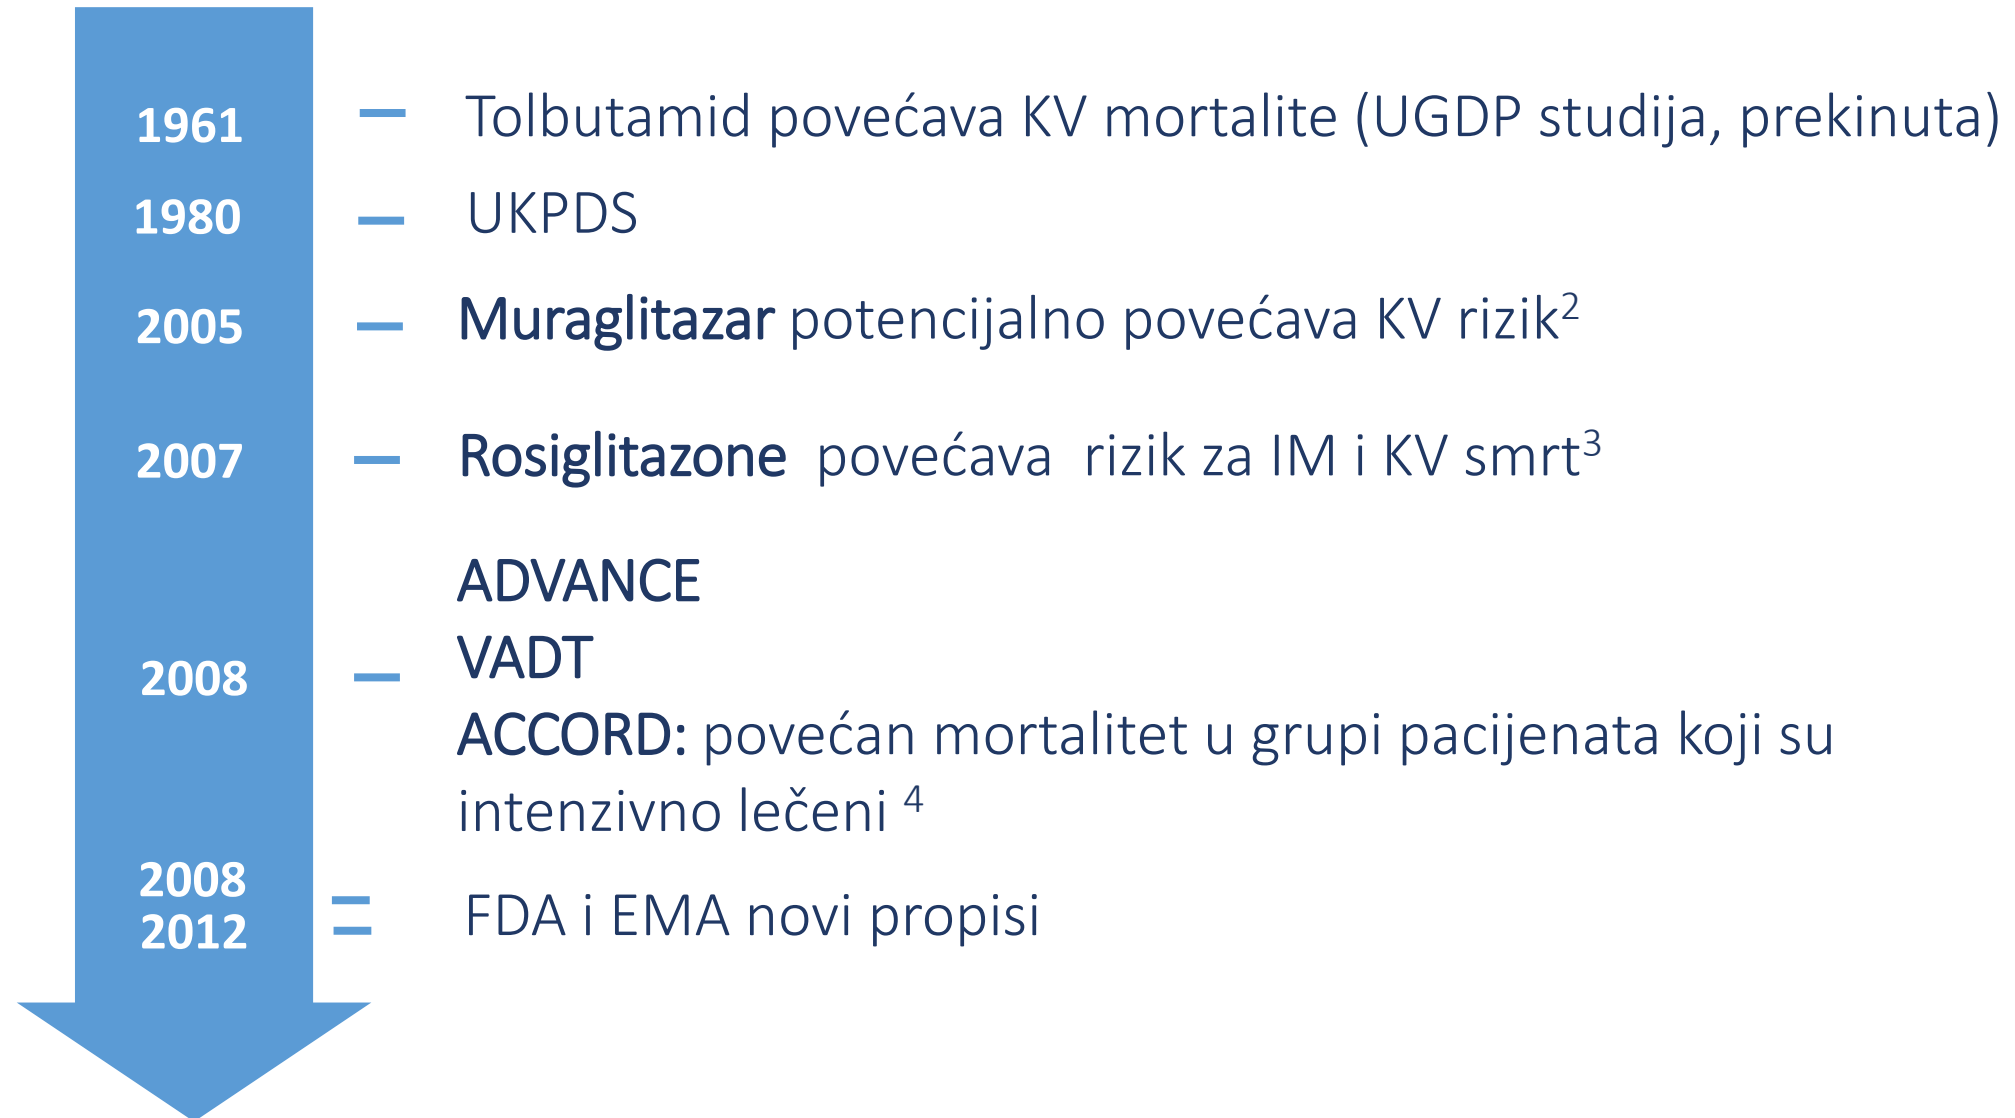 1961 Tolbutamid povećava KV mortalite (UGDP studija, prekinuta)
1980 UKPDS
2005 Muraglitazar potencijalno povećava KV rizik²
2007 Rosiglitazone povećava rizik za IM i KV smrt³
ADVANCE
2008 VADT
ACCORD: povećan mortalitet u grupi pacijenata koji su
intenzivno lečeni ⁴
2008
2012 FDA i EMA novi propisi